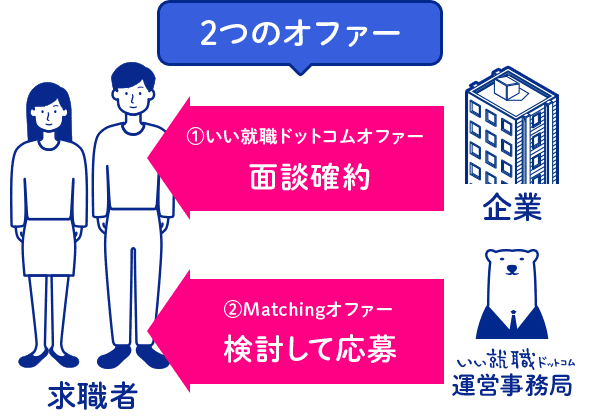 2つのオファー
①いい就職ドットコムオファー
面談確約
企業
②Matchingオファー
検討して応募
いい就職ドットコム
運営事務局
求職者